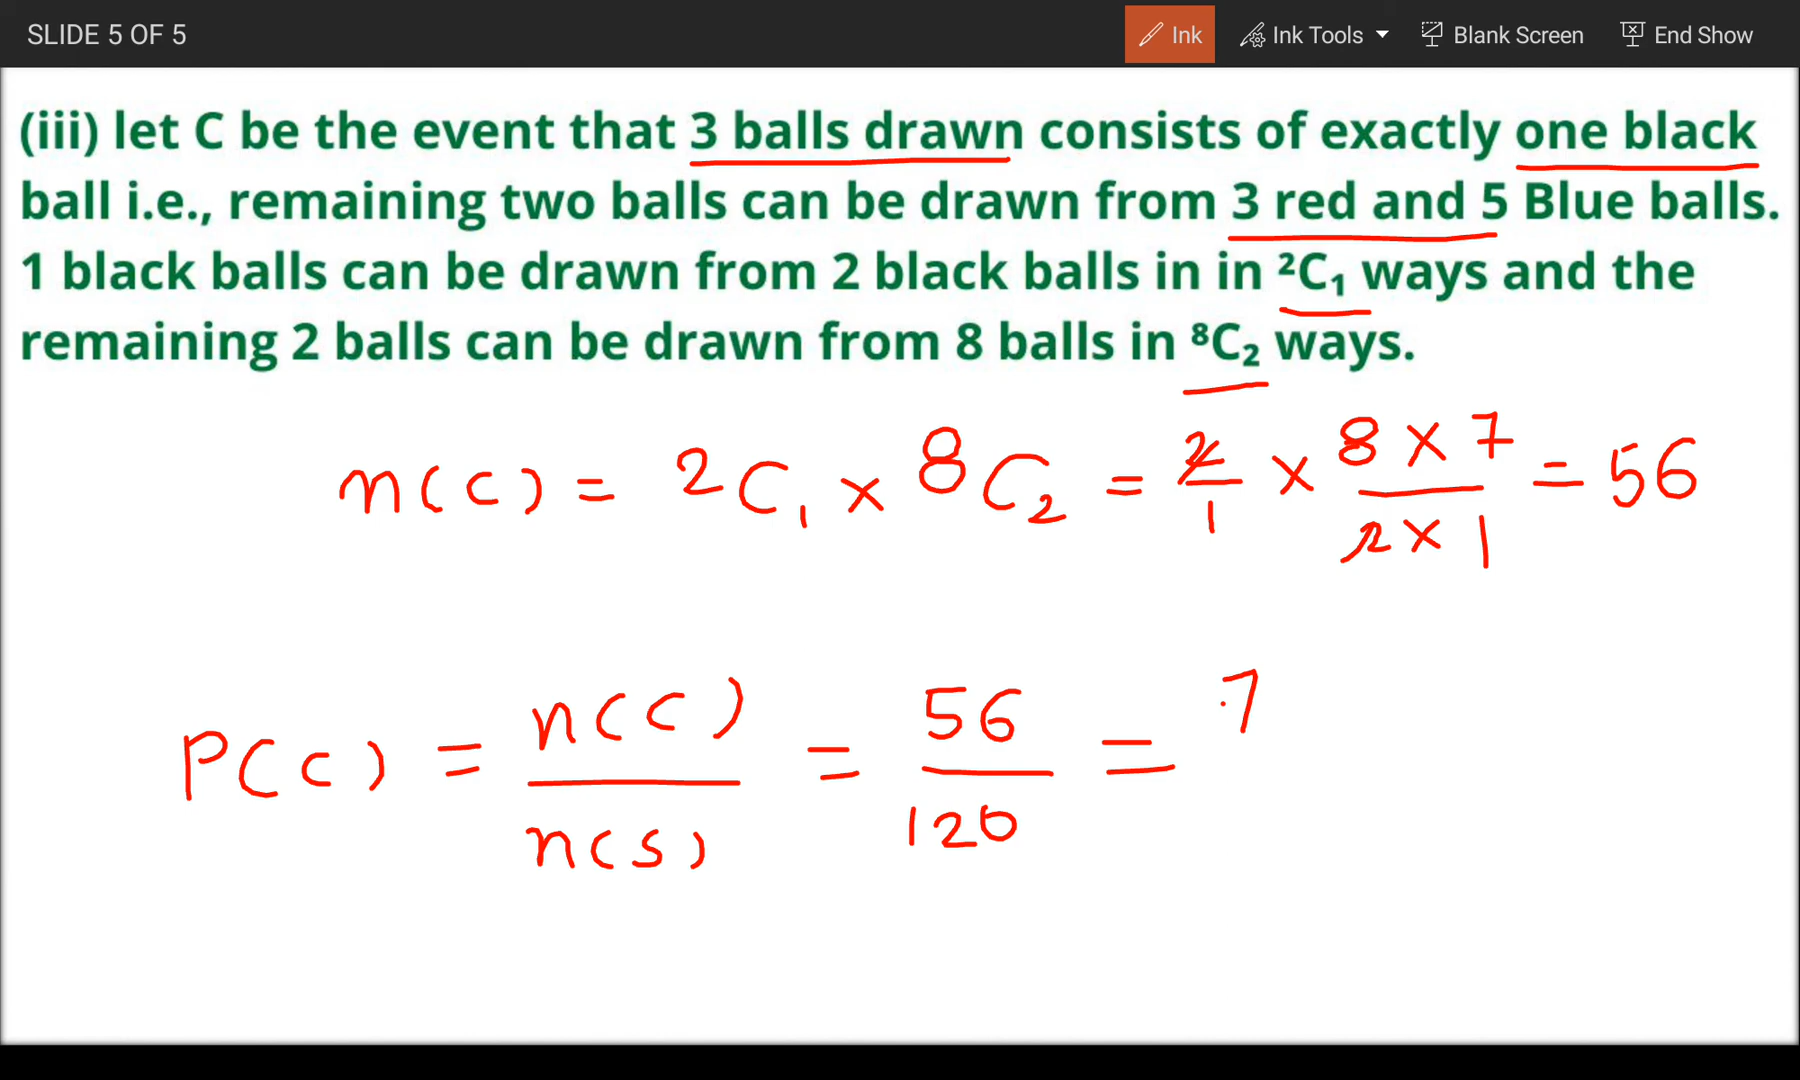 SLIDE 5 OF 5 Ink Ink Tools Blank Screen End Show
(iii) let C be the event that 3 balls drawn consists of exactly one black
ball i.e., remaining two balls can be drawn from 3 red and 5 Blue balls.
1 black balls can be drawn from 2 black balls in in ²C₁ ways and the
remaining 2 balls can be drawn from 8 balls in ⁸C₂ ways.
n(c) = 2C₁ × 8C₂ = 2/1 × 8×7/2×1 = 56
P(c) = n(c)/n(s) = 56/120 = 7